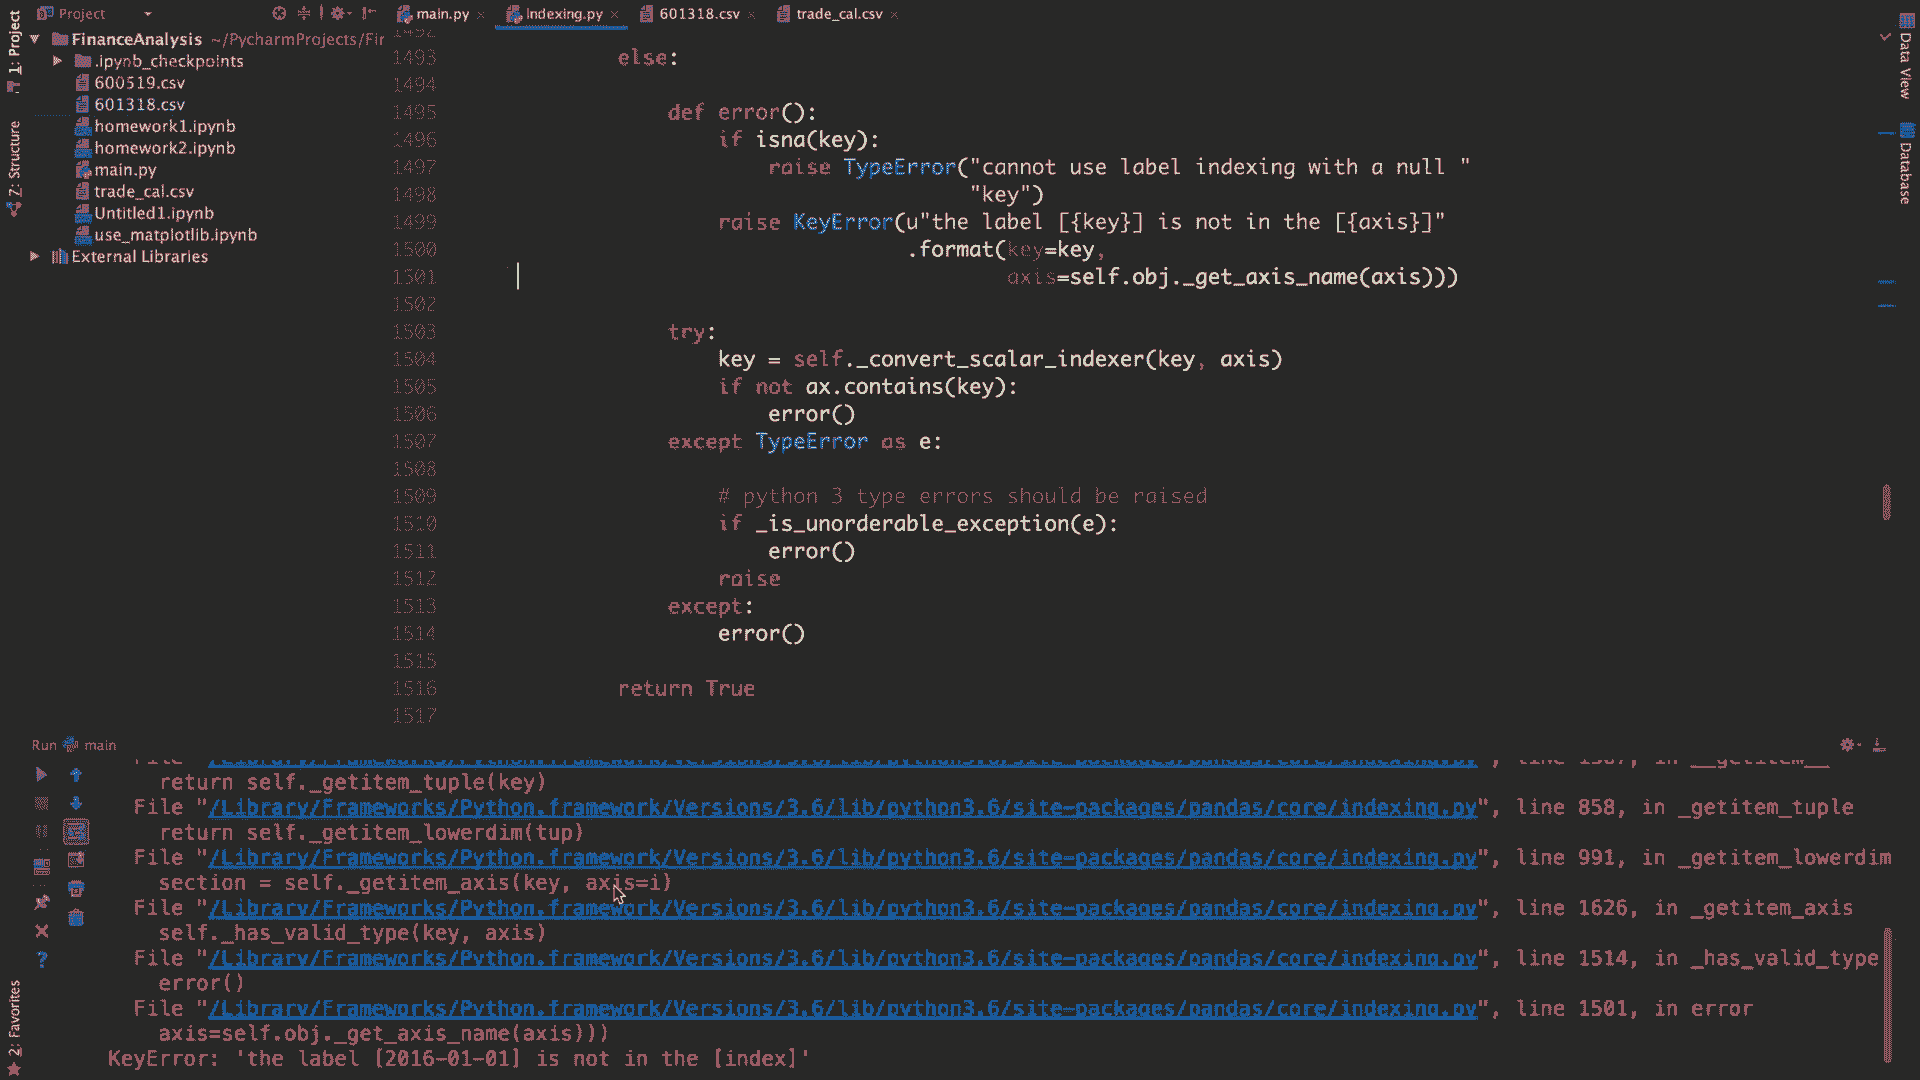 1: Project
Z: Structure
2: Favorites
Project
FinanceAnalysis ~/PycharmProjects/Fir
.ipynb_checkpoints
600519.csv
601318.csv
homework1.ipynb
homework2.ipynb
main.py
trade_cal.csv
Untitled1.ipynb
use_matplotlib.ipynb
External Libraries
main.py × indexing.py × 601318.csv × trade_cal.csv ×
1492
1493 else:
1494
1495 def error():
1496 if isna(key):
1497 raise TypeError("cannot use label indexing with a null "
1498 "key")
1499 raise KeyError(u"the label [{key}] is not in the [{axis}]"
1500 .format(key=key,
1501 axis=self.obj._get_axis_name(axis)))
1502
1503 try:
1504 key = self._convert_scalar_indexer(key, axis)
1505 if not ax.contains(key):
1506 error()
1507 except TypeError as e:
1508
1509 # python 3 type errors should be raised
1510 if _is_unorderable_exception(e):
1511 error()
1512 raise
1513 except:
1514 error()
1515
1516 return True
1517
Data View
Database
Run main
return self._getitem_tuple(key)
File "/Library/Frameworks/Python.framework/Versions/3.6/lib/python3.6/site-packages/pandas/core/indexing.py", line 858, in _getitem_tuple
return self._getitem_lowerdim(tup)
File "/Library/Frameworks/Python.framework/Versions/3.6/lib/python3.6/site-packages/pandas/core/indexing.py", line 991, in _getitem_lowerdim
section = self._getitem_axis(key, axis=i)
File "/Library/Frameworks/Python.framework/Versions/3.6/lib/python3.6/site-packages/pandas/core/indexing.py", line 1626, in _getitem_axis
self._has_valid_type(key, axis)
File "/Library/Frameworks/Python.framework/Versions/3.6/lib/python3.6/site-packages/pandas/core/indexing.py", line 1514, in _has_valid_type
error()
File "/Library/Frameworks/Python.framework/Versions/3.6/lib/python3.6/site-packages/pandas/core/indexing.py", line 1501, in error
axis=self.obj._get_axis_name(axis)))
KeyError: 'the label [2016-01-01] is not in the [index]'